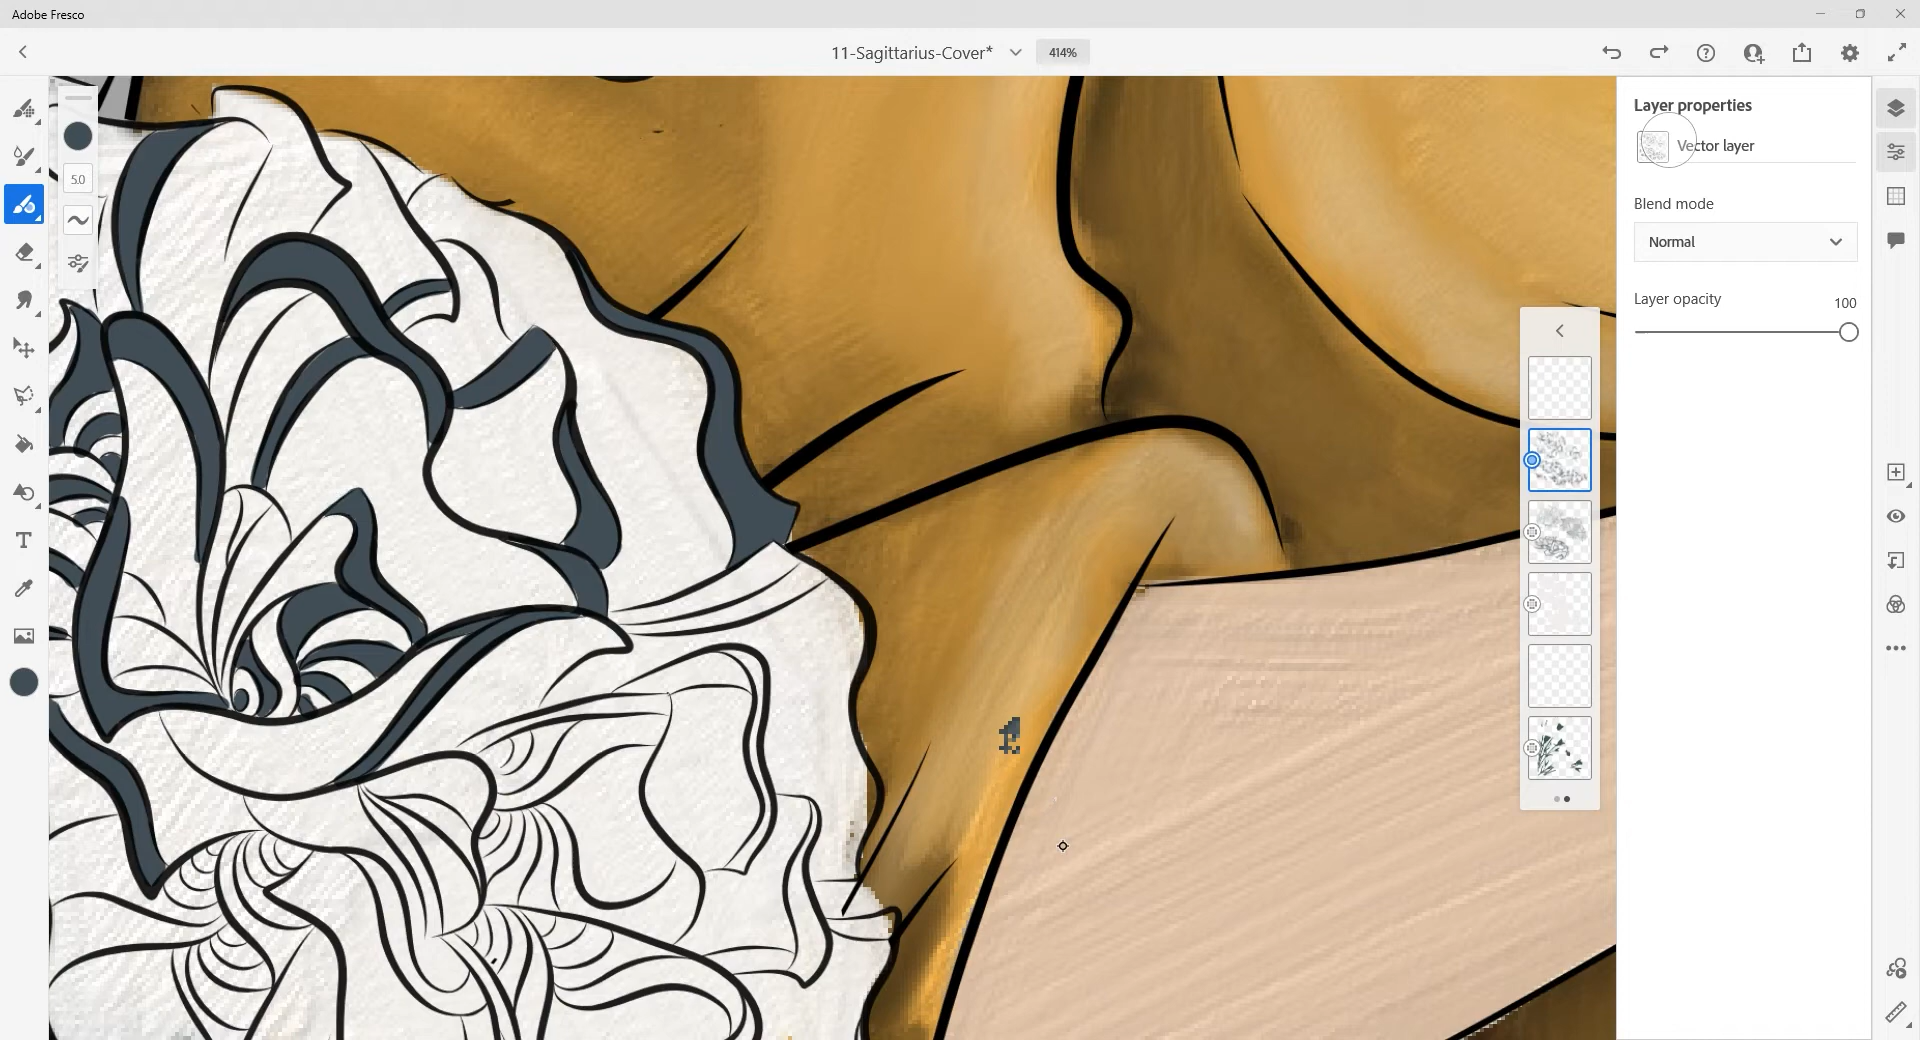 Adobe Fresco
11-Sagittarius-Cover*
414%
Layer properties
Vector layer
5.0
Blend mode
Normal
Layer opacity
100